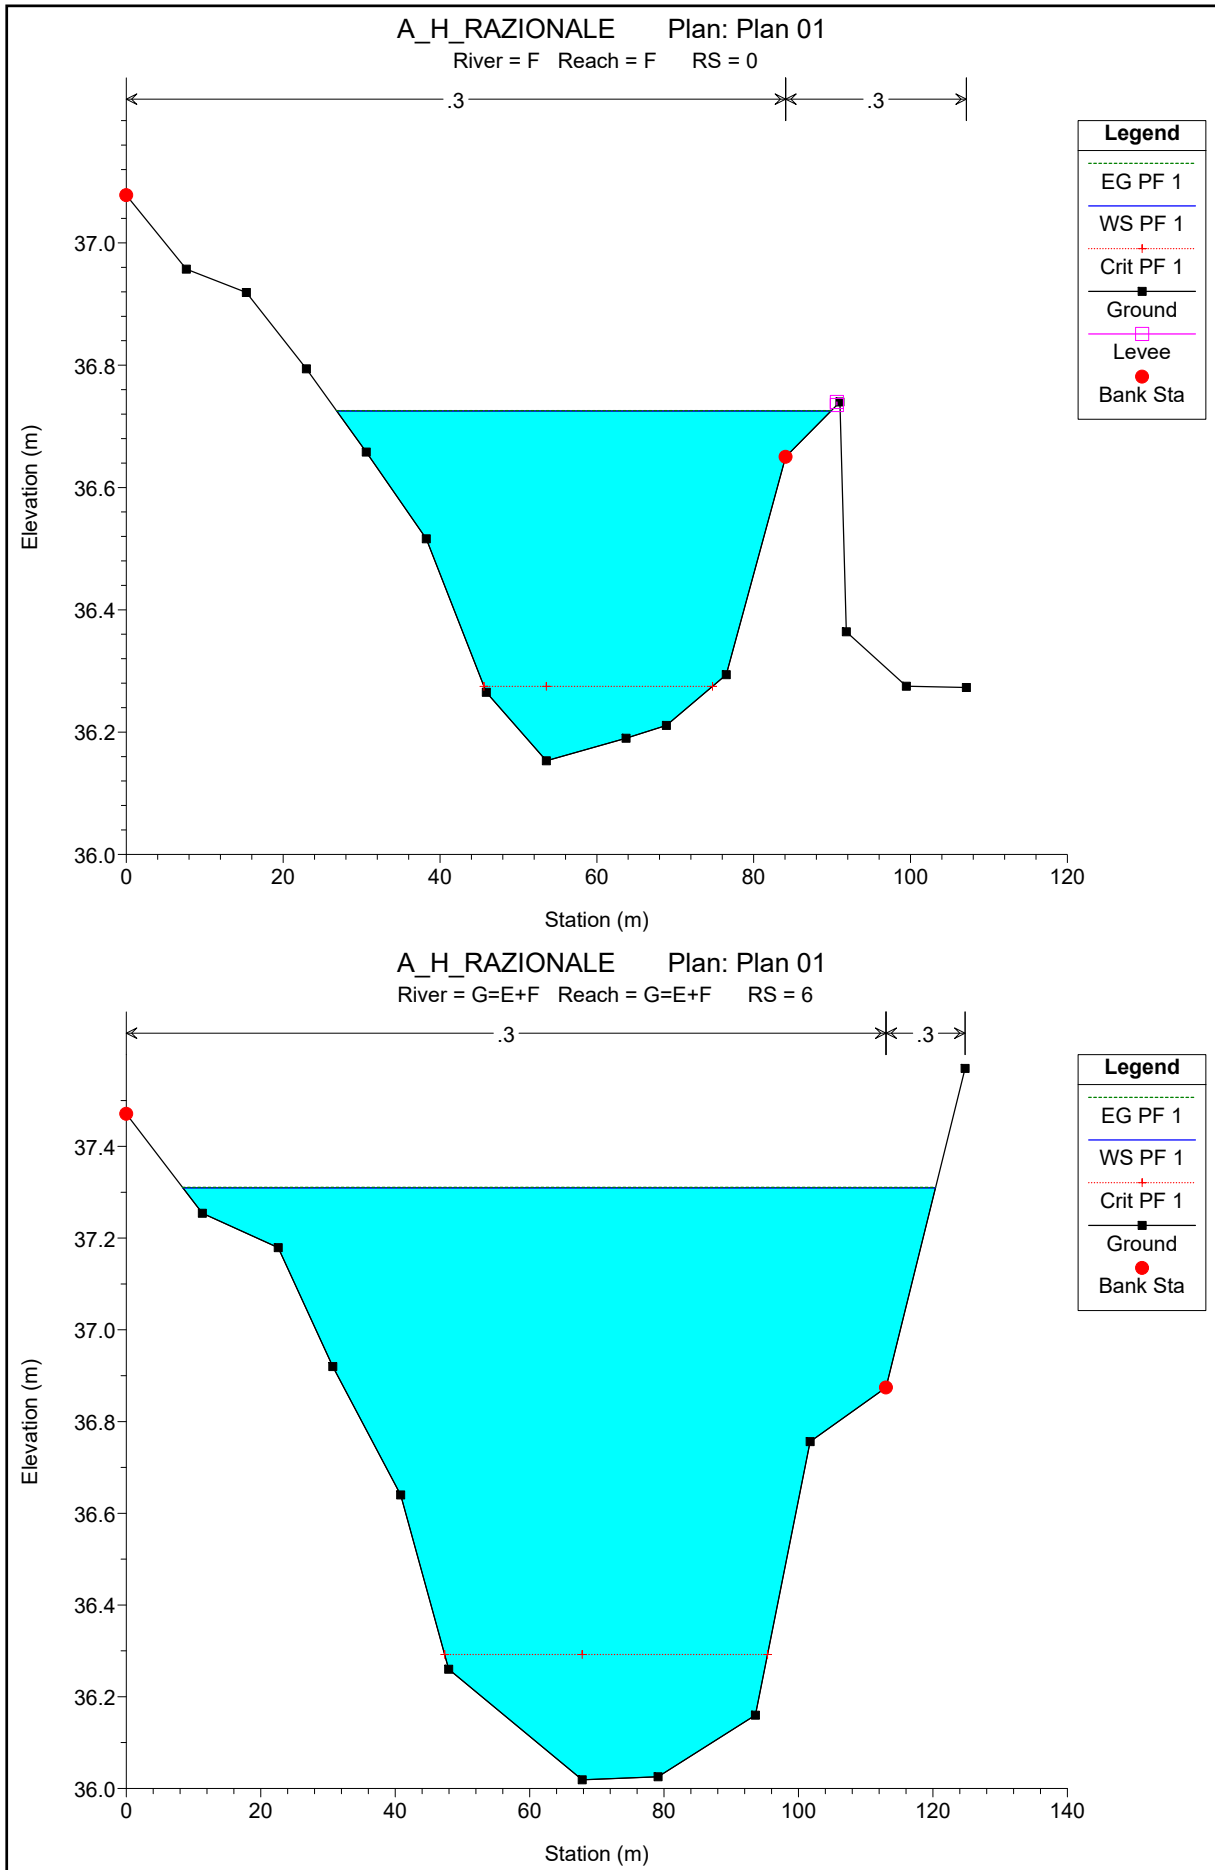 A_H_RAZIONALE Plan: Plan 01
River = F Reach = F RS = 0
.3 .3
Legend
EG PF 1
WS PF 1
Crit PF 1
Ground
Levee
Bank Sta
37.0
36.8
36.6
36.4
36.2
36.0
Elevation (m)
0 20 40 60 80 100 120
Station (m)
A_H_RAZIONALE Plan: Plan 01
River = G=E+F Reach = G=E+F RS = 6
.3 .3
Legend
EG PF 1
WS PF 1
Crit PF 1
Ground
Bank Sta
37.4
37.2
37.0
36.8
36.6
36.4
36.2
36.0
Elevation (m)
0 20 40 60 80 100 120 140
Station (m)